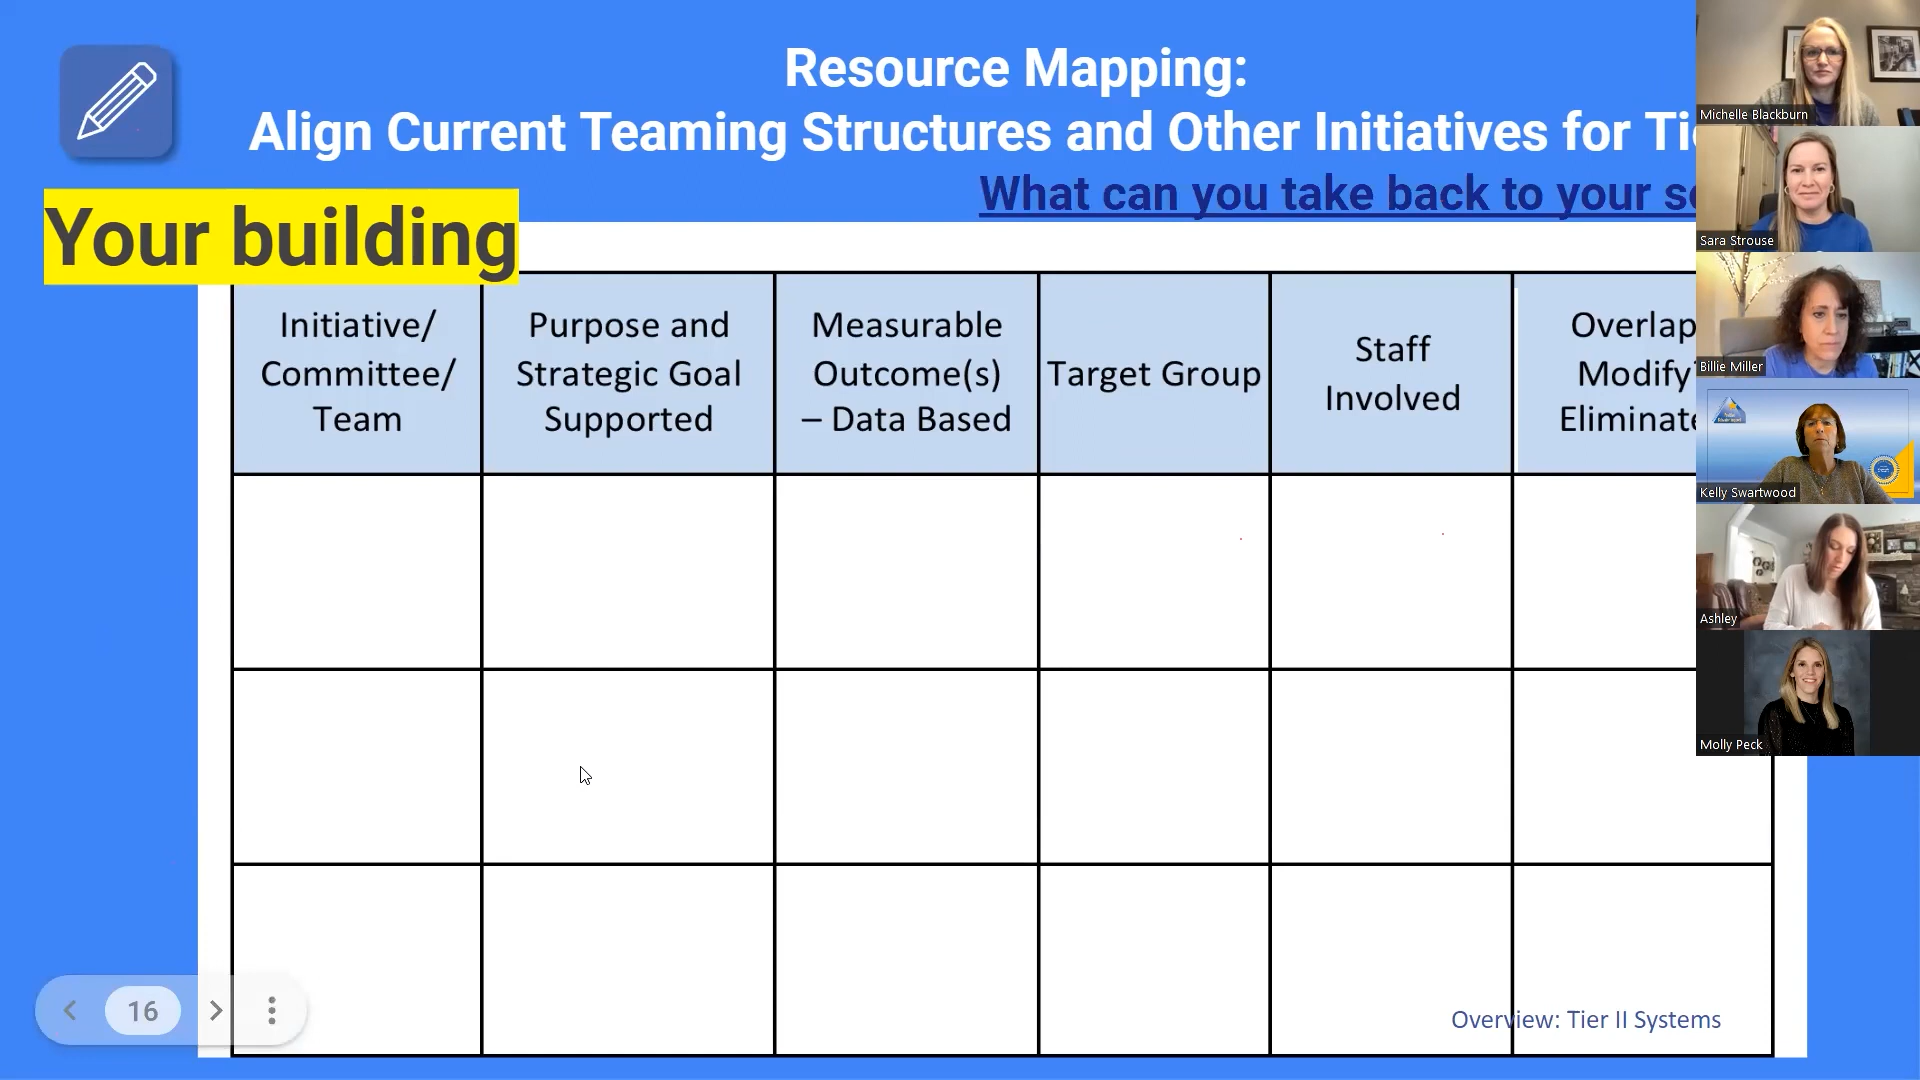 Resource Mapping:
Align Current Teaming Structures and Other Initiatives for
What can you take back to your
Your building
Initiative/
Committee/
Team
Purpose and
Strategic Goal
Supported
Measurable
Outcome(s)
– Data Based
Target Group
Staff
Involved
Overlap
Modify
Eliminate
16
Overview: Tier II Systems
Michelle Blackburn
Sara Strouse
Billie Miller
Kelly Swartwood
Ashley
Molly Peck